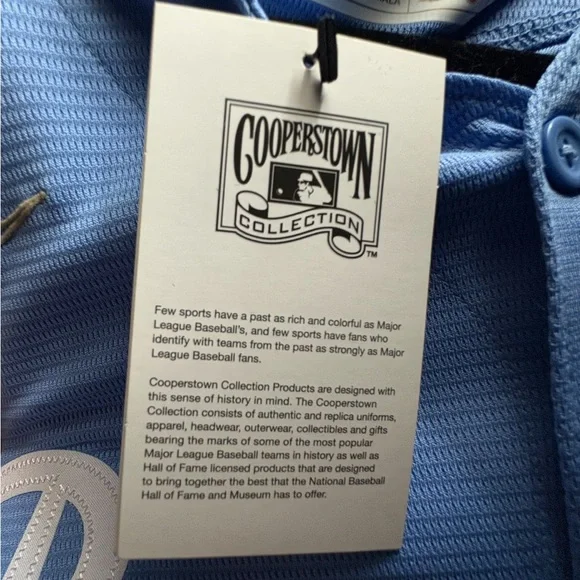 COOPERSTOWN
COLLECTION
TM
Few sports have a past as rich and colorful as Major
League Baseball's, and few sports have fans who
identify with teams from the past as strongly as Major
League Baseball fans.
Cooperstown Collection Products are designed with
this sense of history in mind. The Cooperstown
Collection consists of authentic and replica uniforms,
apparel, headwear, outerwear, collectibles and gifts
bearing the marks of some of the most popular
Major League Baseball teams in history as well as
Hall of Fame licensed products that are designed
to bring together the best that the National Baseball
Hall of Fame and Museum has to offer.